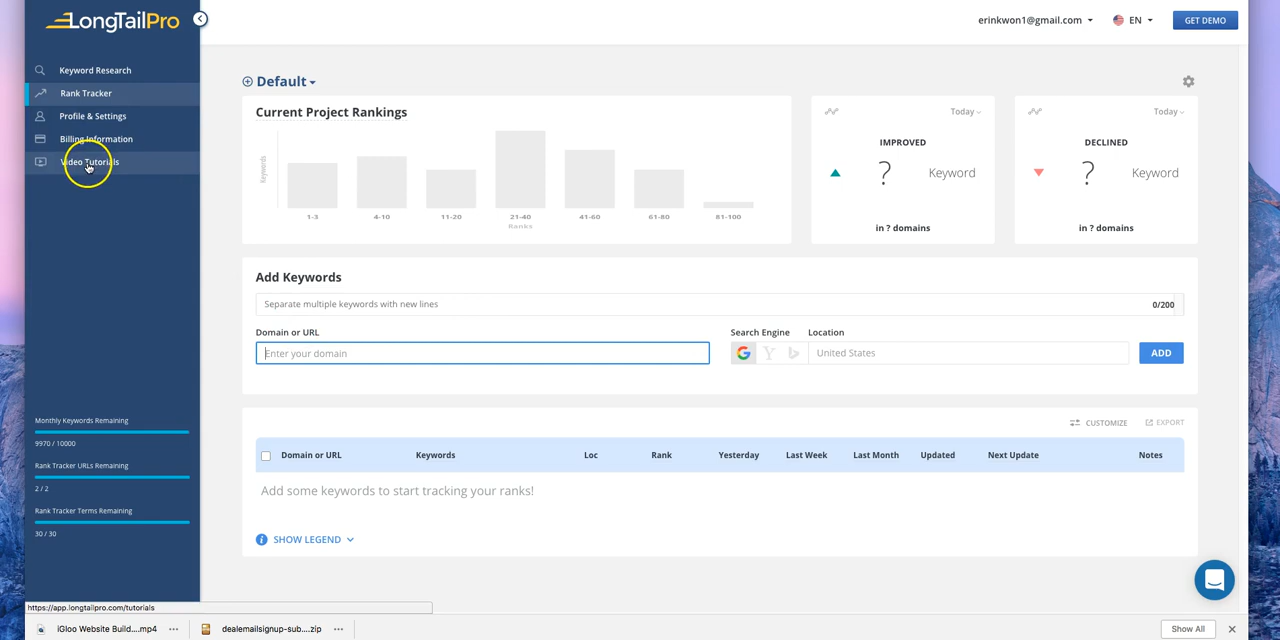 LongTailPro
erinkwon1@gmail.com
EN
GET DEMO
Keyword Research
Rank Tracker
Profile & Settings
Billing Information
Video Tutorials
Default
Current Project Rankings
Keywords
1-3 4-10 11-20 21-40 41-60 61-80 81-100
Ranks
Today
IMPROVED
? Keyword
in ? domains
Today
DECLINED
? Keyword
in ? domains
Add Keywords
Separate multiple keywords with new lines 0/200
Domain or URL Search Engine Location
Enter your domain United States ADD
CUSTOMIZE EXPORT
Domain or URL Keywords Loc Rank Yesterday Last Week Last Month Updated Next Update Notes
Add some keywords to start tracking your ranks!
SHOW LEGEND
Monthly Keywords Remaining
9970 / 10000
Rank Tracker URLs Remaining
2 / 2
Rank Tracker Terms Remaining
30 / 30
https://app.longtailpro.com/tutorials
iGloo Website Build....mp4
dealemailsignup-sub....zip
Show All